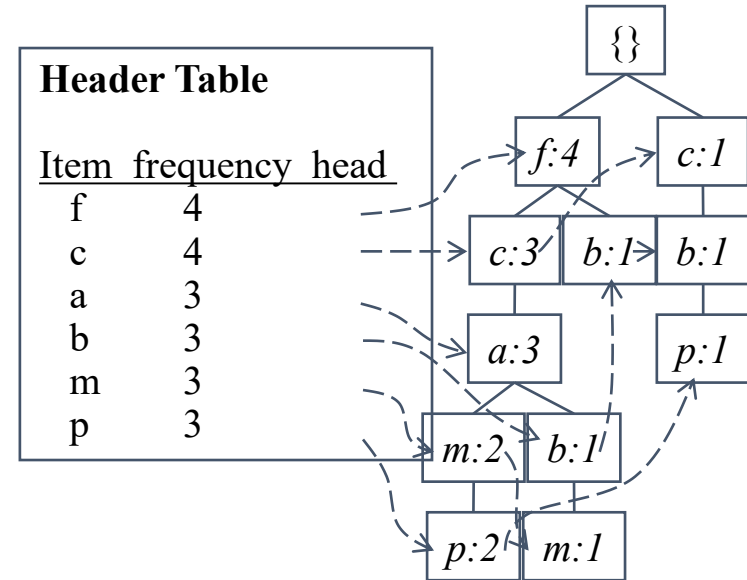 {}
Header Table
f:4 c:1
Item frequency head
f 4
c 4
c:3 b:1 b:1
a 3
b 3
a:3 p:1
m 3
p 3
m:2 b:1
p:2 m:1